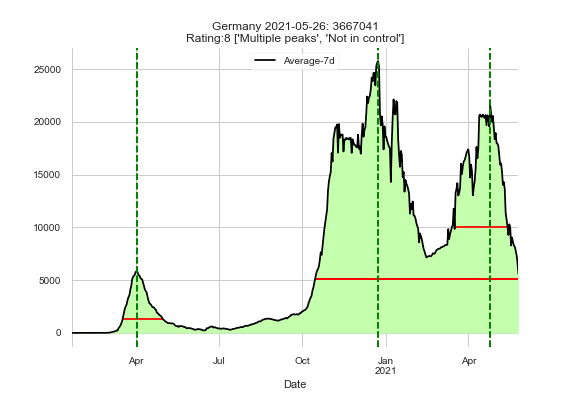 Germany 2021-05-26: 3667041
Rating:8 ['Multiple peaks', 'Not in control']
Average-7d
25000
20000
15000
10000
5000
0
Apr
Jul
Oct
Jan
2021
Apr
Date